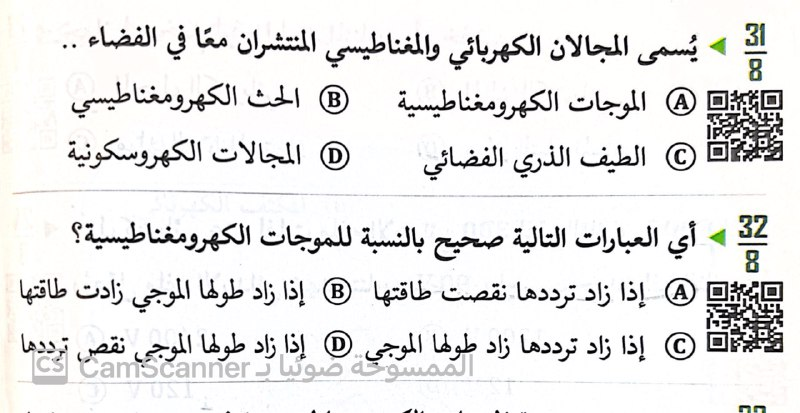 31/8 ◀ يُسمى المجالان الكهربائي والمغناطيسي المنتشران معًا في الفضاء ..
A الموجات الكهرومغناطيسية B الحث الكهرومغناطيسي
C الطيف الذري الفضائي D المجالات الكهروسكونية
32/8 ◀ أي العبارات التالية صحيح بالنسبة للموجات الكهرومغناطيسية؟
A إذا زاد ترددها نقصت طاقتها B إذا زاد طولها الموجي زادت طاقتها
C إذا زاد ترددها زاد طولها الموجي D إذا زاد طولها الموجي نقص ترددها
CS CamScanner الممسوحة ضوئيا بـ